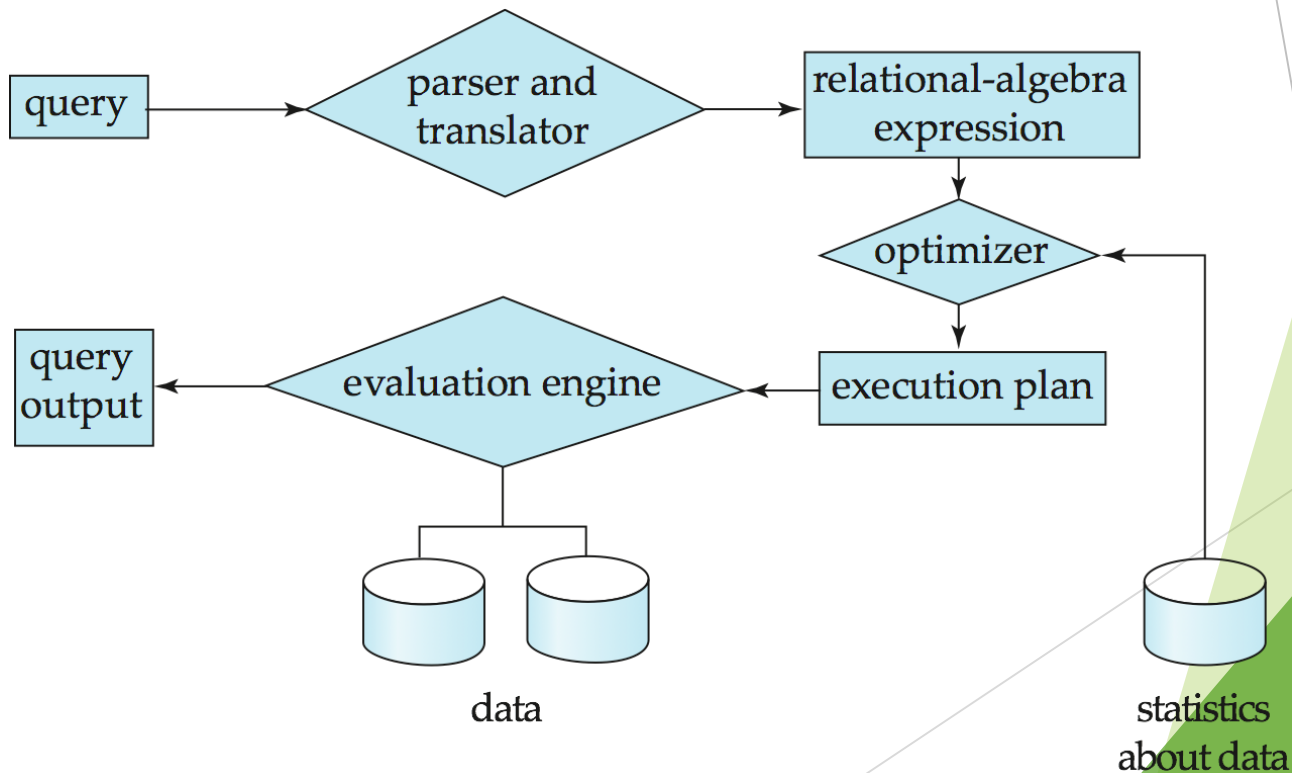 query
parser and
translator
relational-algebra
expression
optimizer
query
output
evaluation engine
execution plan
data
statistics
about data